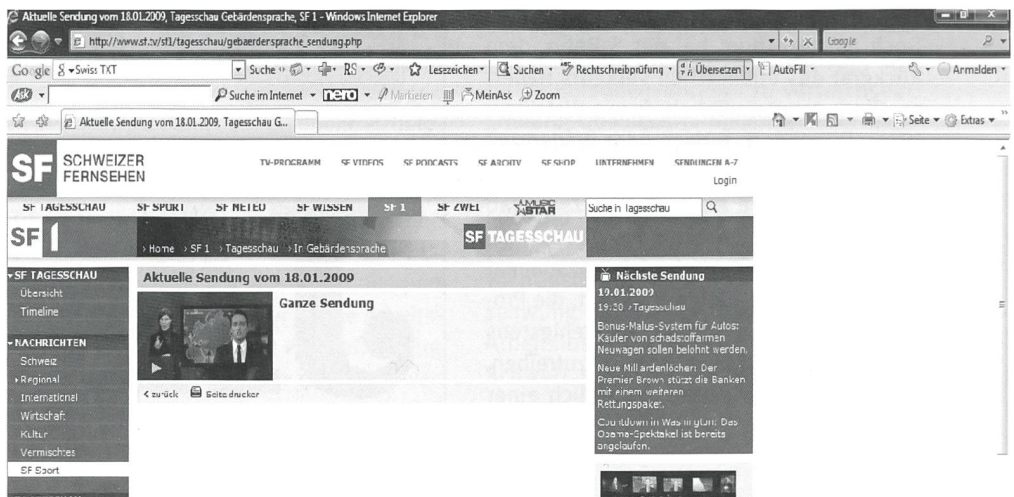 Aktuelle Sendung vom 18.01.2009, Tagesschau Gebärdensprache, SF 1 - Windows Internet Explorer
http://www.sf.tv/sf1/tagesschau/gebaerdersprache_sendung.php
Google
Google Swiss TXT Suche RS Lesezeichen Suchen Rechtschreibprüfung Übersetzen AutoFill Anmelden
ASK Suche im Internet nero Markieren MeinAsk Zoom
Aktuelle Sendung vom 18.01.2009, Tagesschau G... Seite Extras
SF SCHWEIZER
FERNSEHEN
TV-PROGRAMM SF VIDEOS SF PODCASTS SF ARCHIV SF SHOP UNTERNEHMEN SENDUNGEN A-Z
Login
SF TAGESSCHAU SF SPORT SF METEO SF WISSEN SF 1 SF ZWEI MUSIC STAR Suche in Tagesschau
SF 1
› Home › SF 1 › Tagesschau › In Gebärdensprache
SF TAGESSCHAU
SF TAGESSCHAU
Übersicht
Timeline
NACHRICHTEN
Schweiz
Regional
International
Wirtschaft
Kultur
Vermischtes
SF Sport
Aktuelle Sendung vom 18.01.2009
Ganze Sendung
zurück Seite drucken
Nächste Sendung
19.01.2009
19:30 › Tagesschau
Bonus-Malus-System für Autos:
Käufer von schadstoffarmen
Neuwagen sollen belohnt werden.
Neue Milliardenlöcher: Der
Premier Brown stützt die Banken
mit einem weiteren
Rettungspaket.
Countdown in Washington: Das
Obama-Spektakel ist bereits
angelaufen.